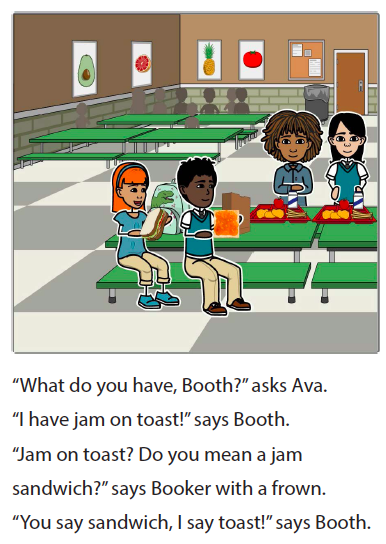 “What do you have, Booth?” asks Ava.
“I have jam on toast!” says Booth.
“Jam on toast? Do you mean a jam
sandwich?” says Booker with a frown.
“You say sandwich, I say toast!” says Booth.